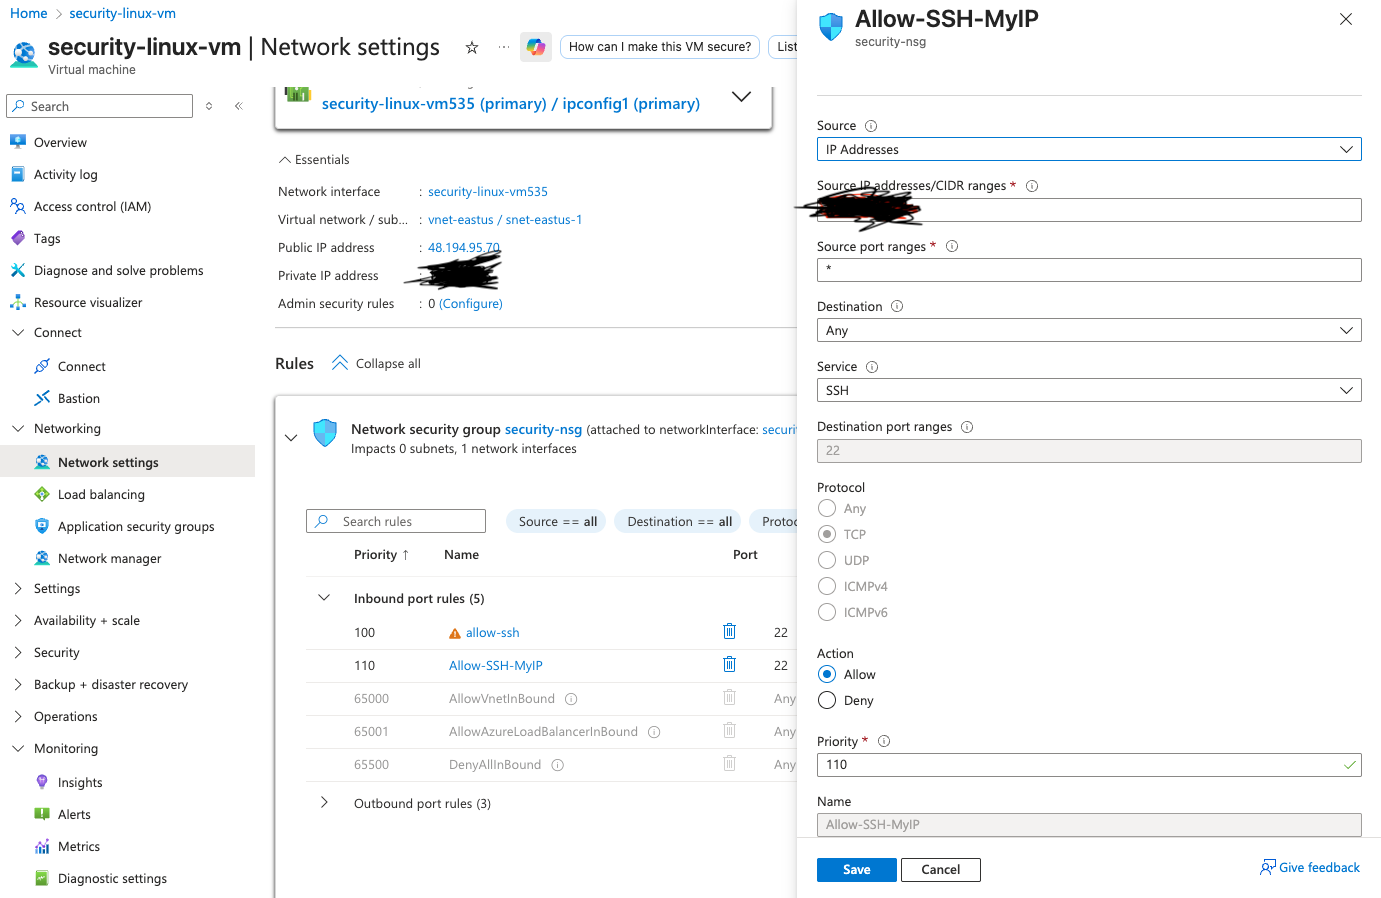 Home > security-linux-vm
security-linux-vm | Network settings
Virtual machine
How can I make this VM secure?
List
Search
Overview
Activity log
Access control (IAM)
Tags
Diagnose and solve problems
Resource visualizer
Connect
Connect
Bastion
Networking
Network settings
Load balancing
Application security groups
Network manager
Settings
Availability + scale
Security
Backup + disaster recovery
Operations
Monitoring
Insights
Alerts
Metrics
Diagnostic settings
security-linux-vm535 (primary) / ipconfig1 (primary)
Essentials
Network interface : security-linux-vm535
Virtual network / sub... : vnet-eastus / snet-eastus-1
Public IP address : 48.194.95.70
Private IP address :
Admin security rules : 0 (Configure)
Rules Collapse all
Network security group security-nsg (attached to networkInterface: securi
Impacts 0 subnets, 1 network interfaces
Search rules
Source == all
Destination == all
Protoc
Priority ↑ Name Port
Inbound port rules (5)
100 allow-ssh 22
110 Allow-SSH-MyIP 22
65000 AllowVnetInBound Any
65001 AllowAzureLoadBalancerInBound Any
65500 DenyAllInBound Any
Outbound port rules (3)
Allow-SSH-MyIP
security-nsg
Source
IP Addresses
Source IP addresses/CIDR ranges *
Source port ranges *
*
Destination
Any
Service
SSH
Destination port ranges
22
Protocol
Any
TCP
UDP
ICMPv4
ICMPv6
Action
Allow
Deny
Priority *
110
Name
Allow-SSH-MyIP
Save
Cancel
Give feedback